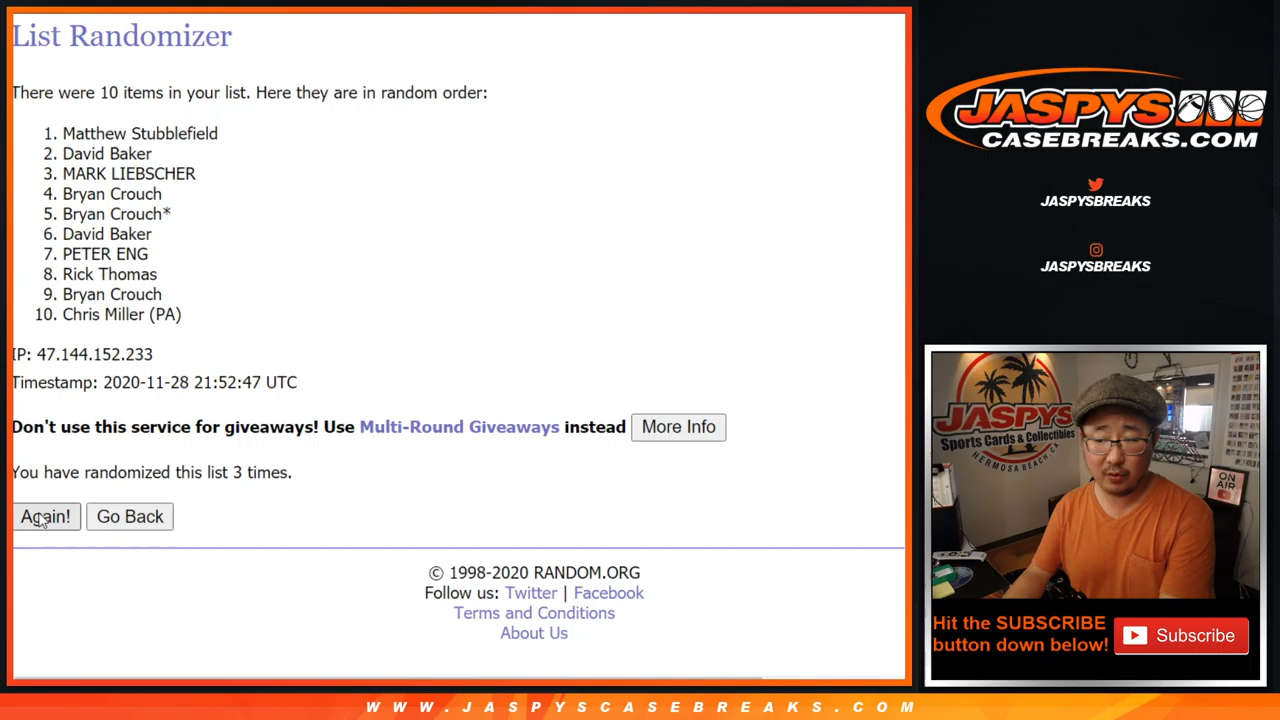 List Randomizer
There were 10 items in your list. Here they are in random order:
1. Matthew Stubblefield
2. David Baker
3. MARK LIEBSCHER
4. Bryan Crouch
5. Bryan Crouch*
6. David Baker
7. PETER ENG
8. Rick Thomas
9. Bryan Crouch
10. Chris Miller (PA)
IP: 47.144.152.233
Timestamp: 2020-11-28 21:52:47 UTC
Don't use this service for giveaways! Use Multi-Round Giveaways instead More Info
You have randomized this list 3 times.
Again! Go Back
© 1998-2020 RANDOM.ORG
Follow us: Twitter | Facebook
Terms and Conditions
About Us
JASPYS
CASEBREAKS.COM
JASPYSBREAKS
JASPYSBREAKS
JASPYS
Sports Cards & Collectibles
HERMOSA BEACH, CA
ON AIR
Hit the SUBSCRIBE
button down below!
Subscribe
WWW.JASPYSCASEBREAKS.COM